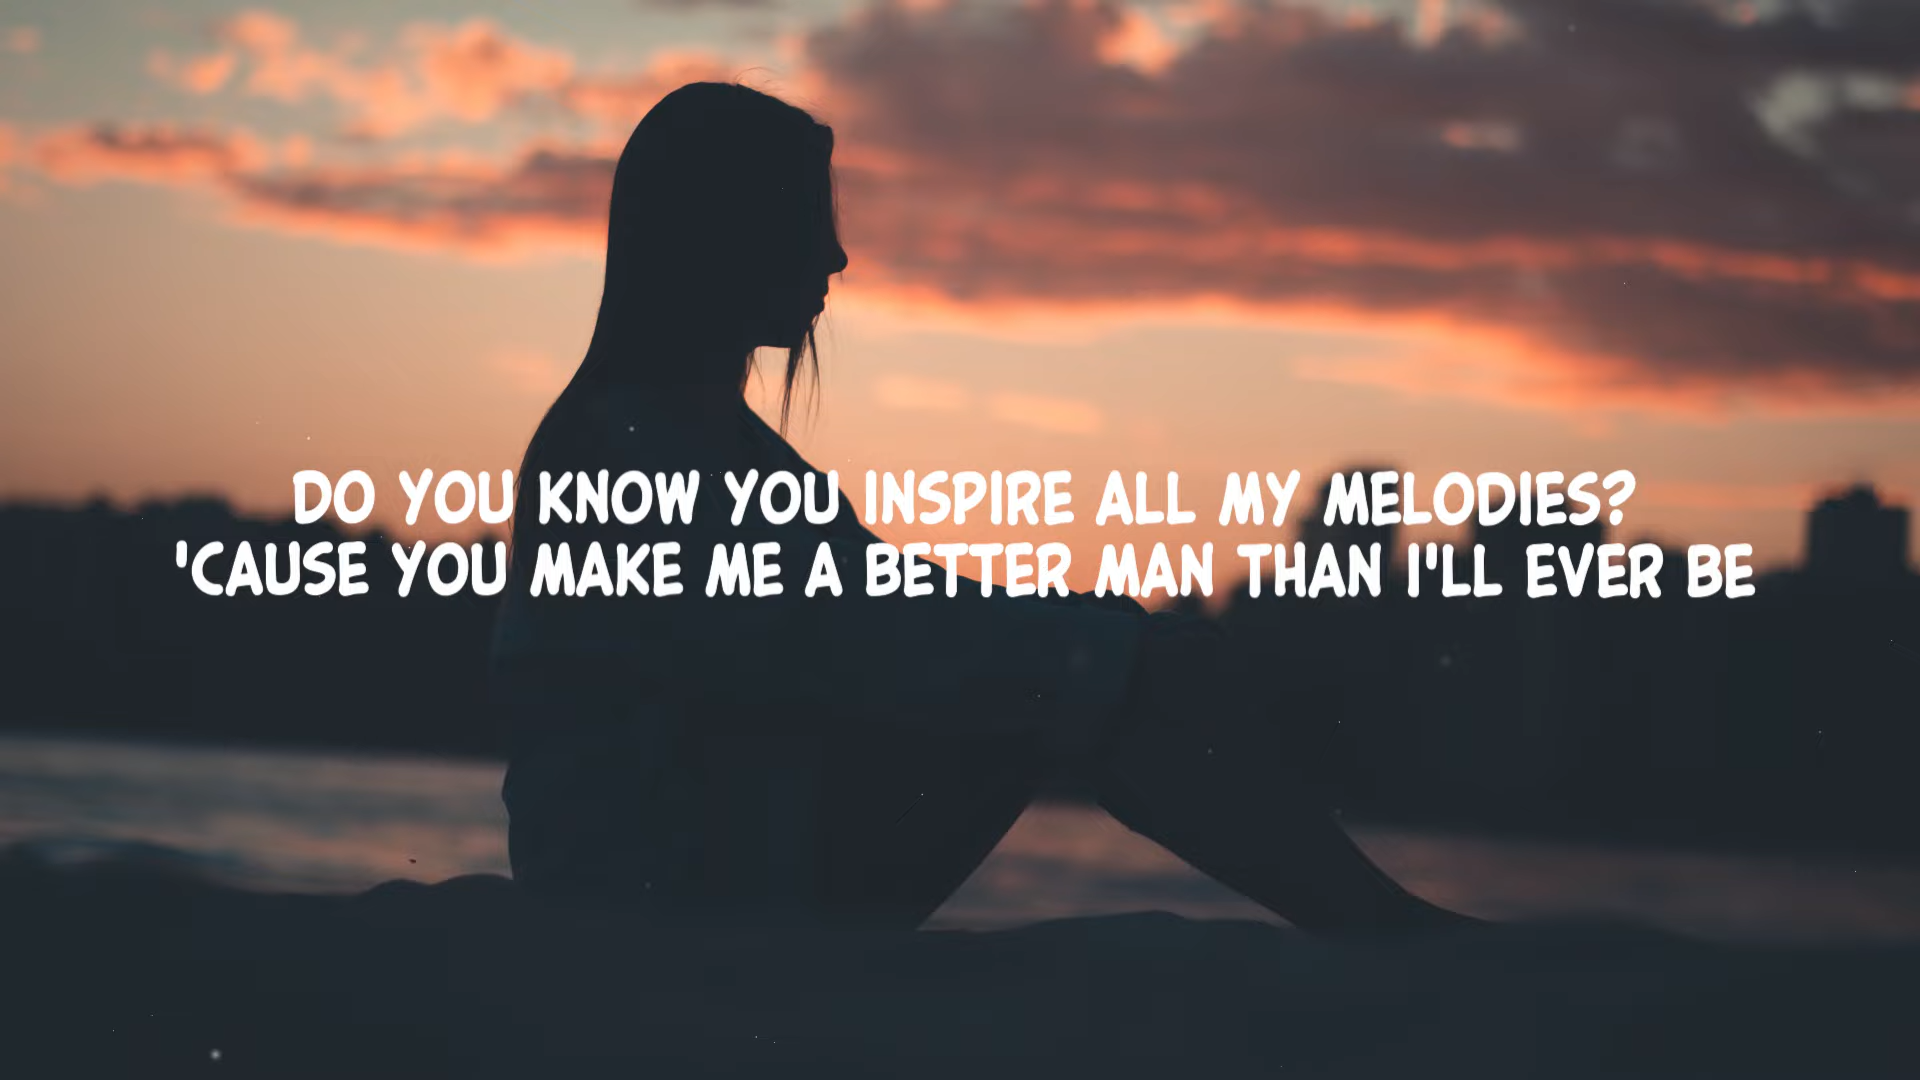 DO YOU KNOW YOU INSPIRE ALL MY MELODIES?
'CAUSE YOU MAKE ME A BETTER MAN THAN I'LL EVER BE